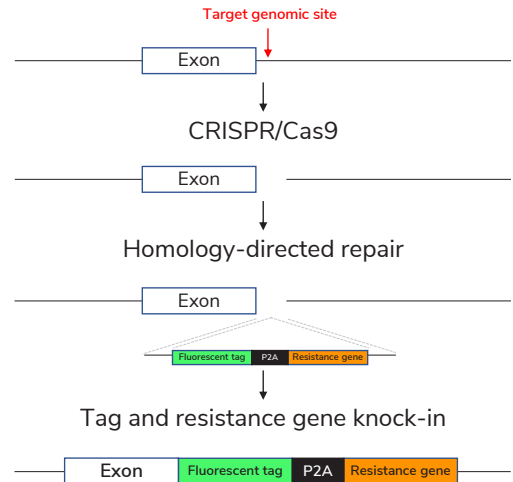 Target genomic site
Exon
CRISPR/Cas9
Exon
Homology-directed repair
Exon
Fluorescent tag P2A Resistance gene
Tag and resistance gene knock-in
Exon Fluorescent tag P2A Resistance gene